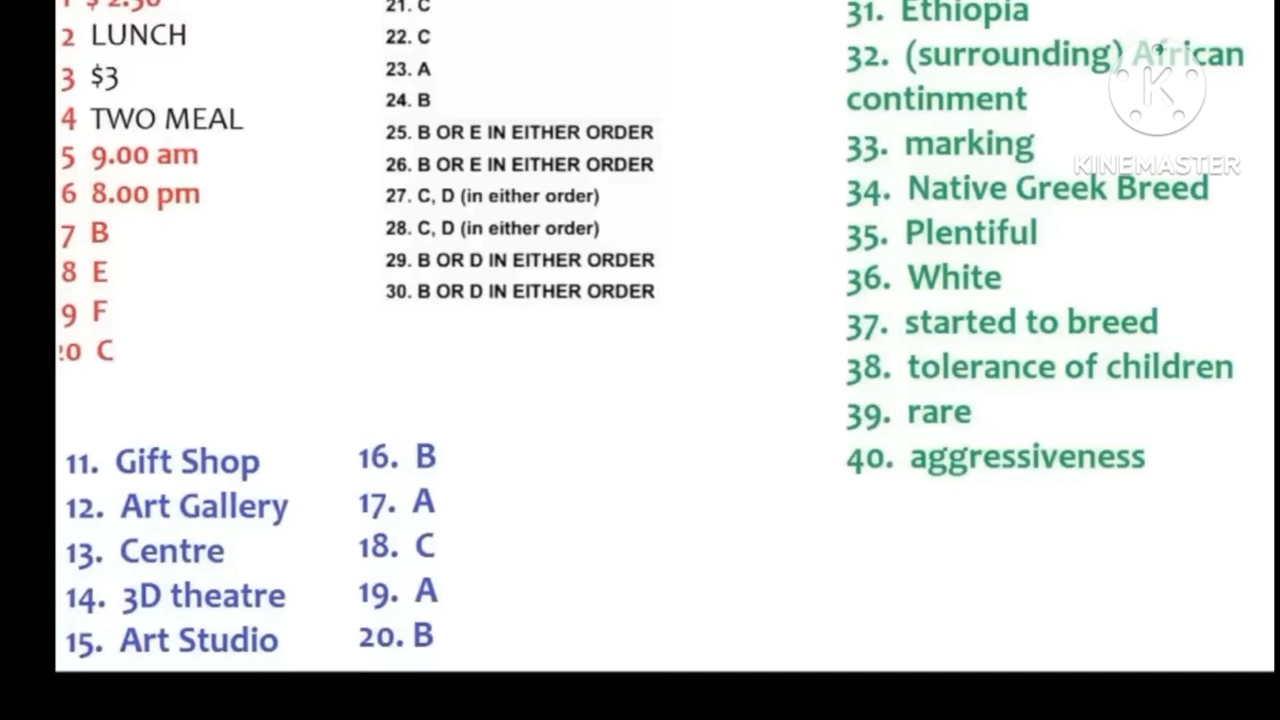 1 $ 2.50
2 LUNCH
3 $3
4 TWO MEAL
5 9.00 am
6 8.00 pm
7 B
8 E
9 F
:0 C
21. C
22. C
23. A
24. B
25. B OR E IN EITHER ORDER
26. B OR E IN EITHER ORDER
27. C, D (in either order)
28. C, D (in either order)
29. B OR D IN EITHER ORDER
30. B OR D IN EITHER ORDER
31. Ethiopia
32. (surrounding) African
continment
33. marking
34. Native Greek Breed
35. Plentiful
36. White
37. started to breed
38. tolerance of children
39. rare
40. aggressiveness
K
KINEMASTER
11. Gift Shop
12. Art Gallery
13. Centre
14. 3D theatre
15. Art Studio
16. B
17. A
18. C
19. A
20. B